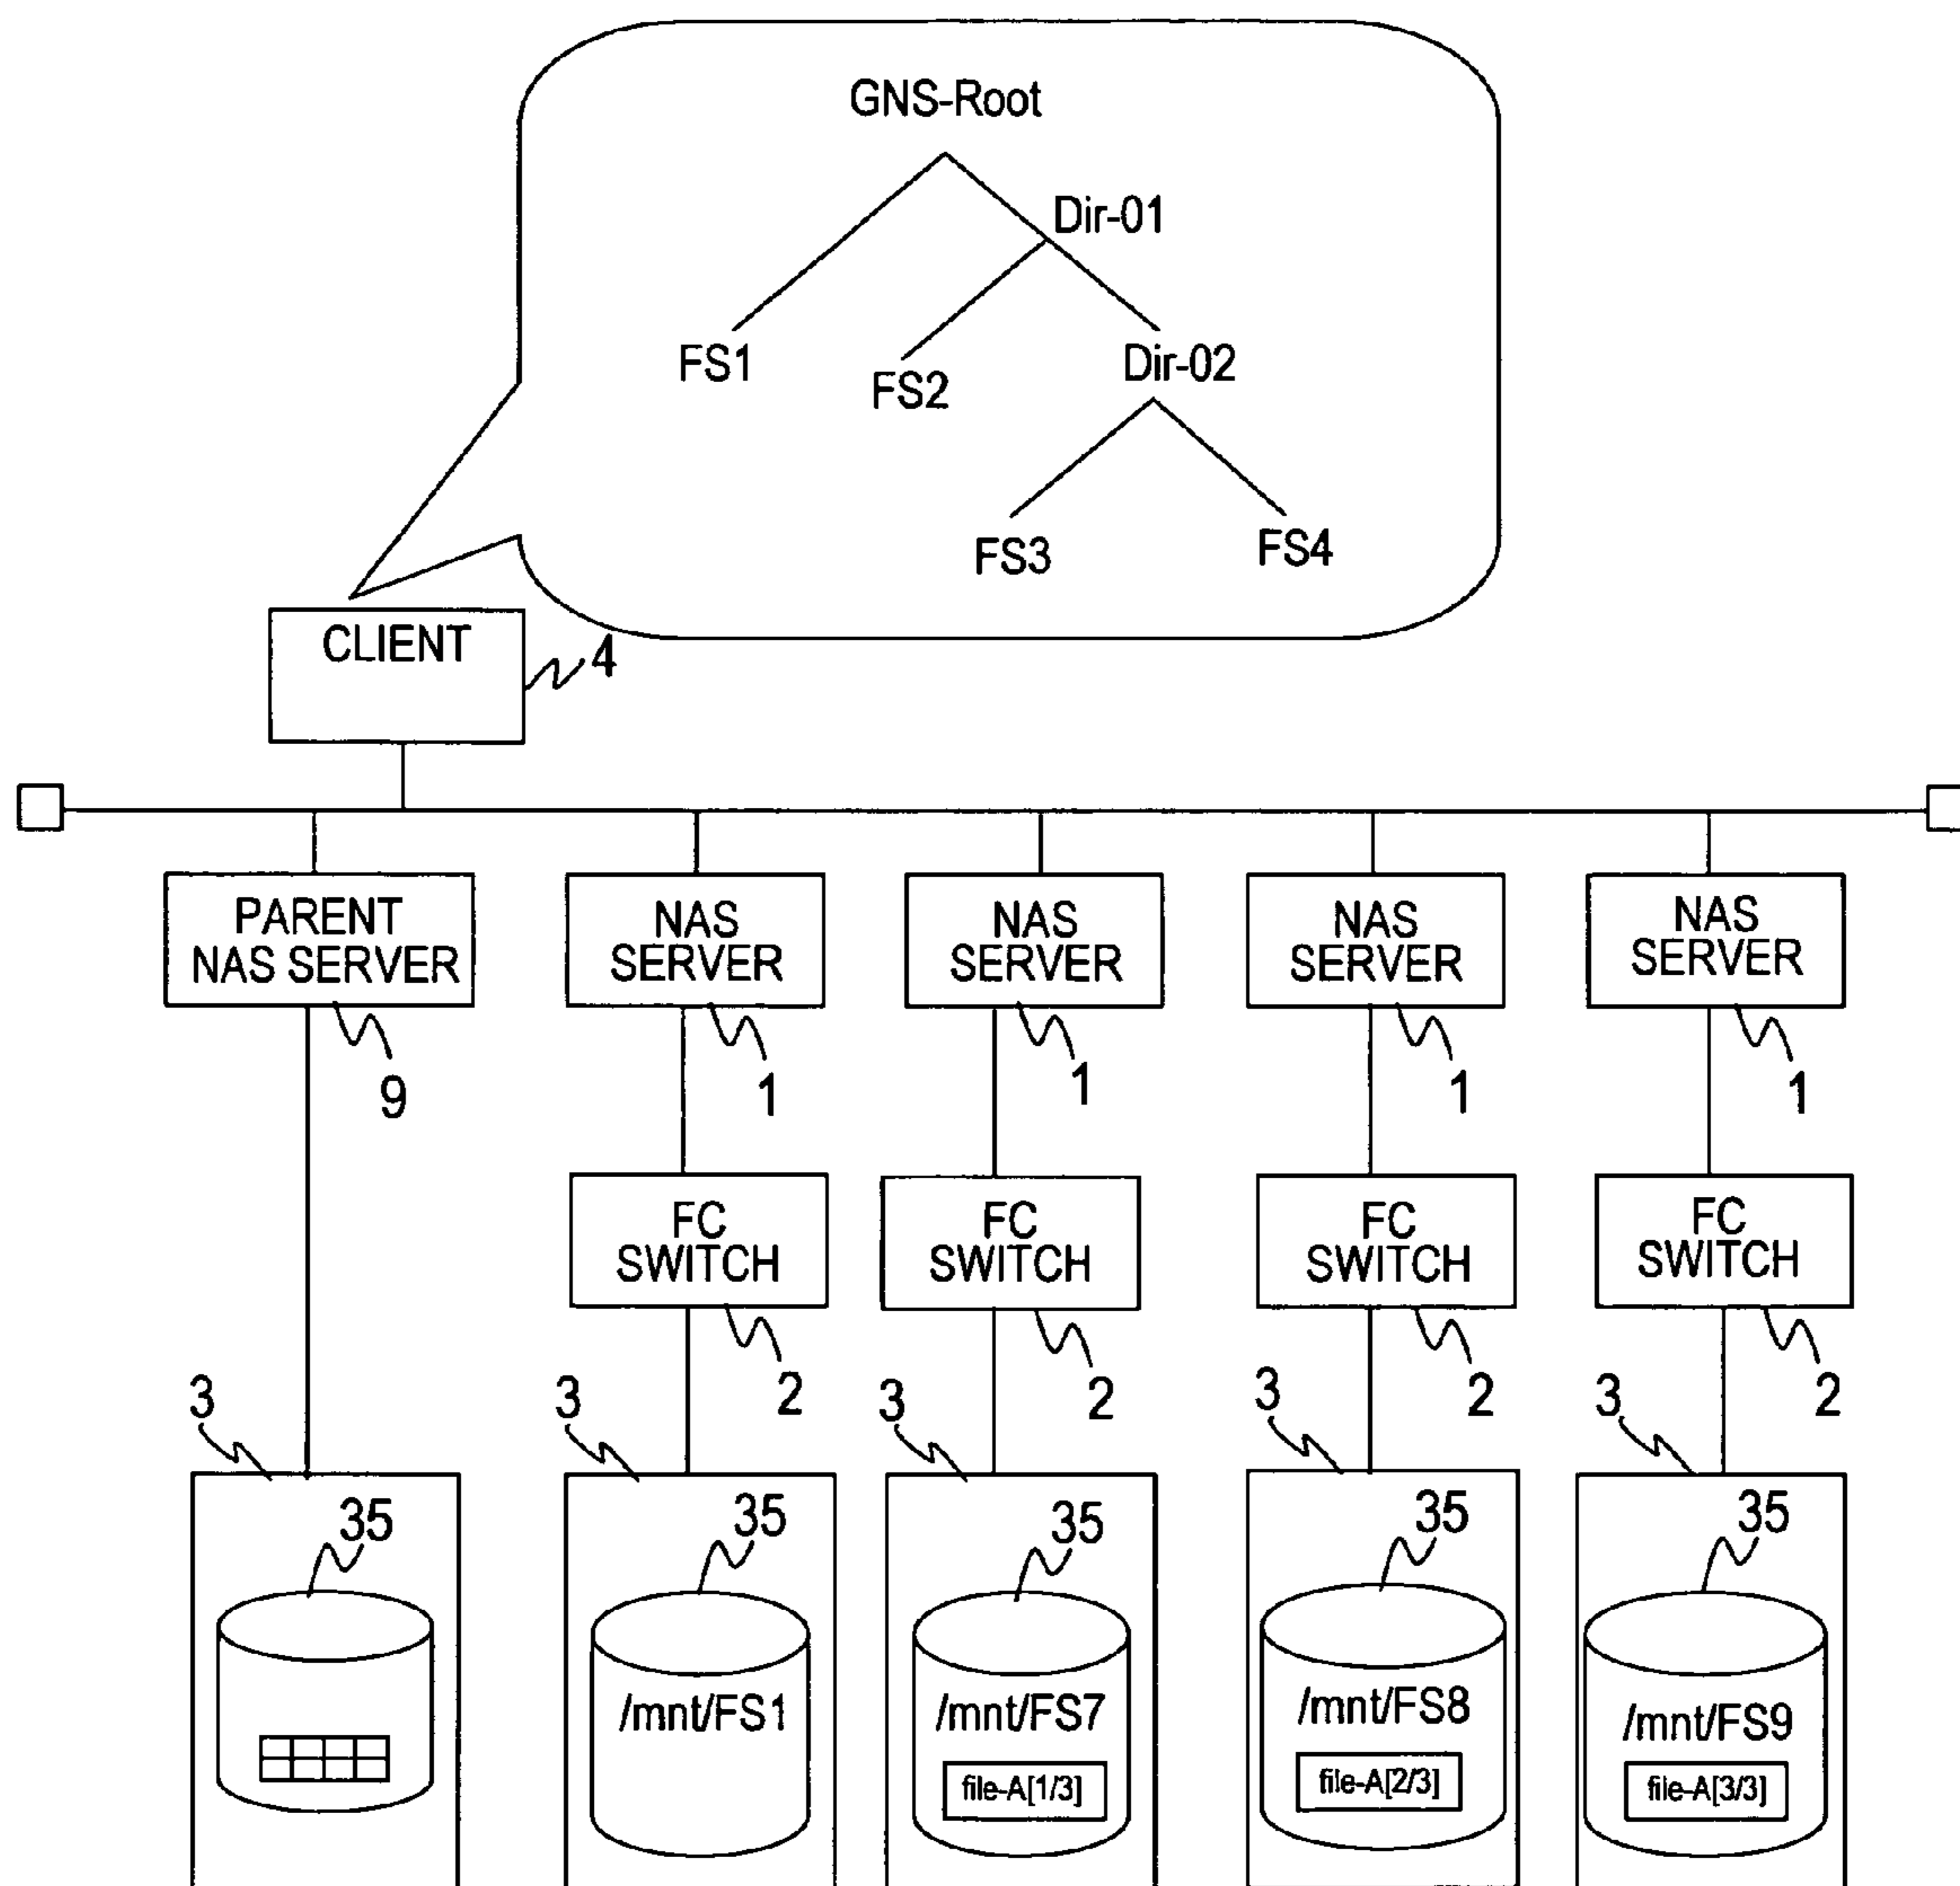 GNS-Root
Dir-01
FS1
FS2
Dir-02
FS3
FS4
CLIENT
4
PARENT
NAS SERVER
NAS
SERVER
NAS
SERVER
NAS
SERVER
NAS
SERVER
9
1
1
1
1
FC
SWITCH
FC
SWITCH
FC
SWITCH
FC
SWITCH
2
2
2
2
3
3
3
3
3
35
35
35
35
35
/mnt/FS1
/mnt/FS7
file-A[1/3]
/mnt/FS8
file-A[2/3]
/mnt/FS9
file-A[3/3]